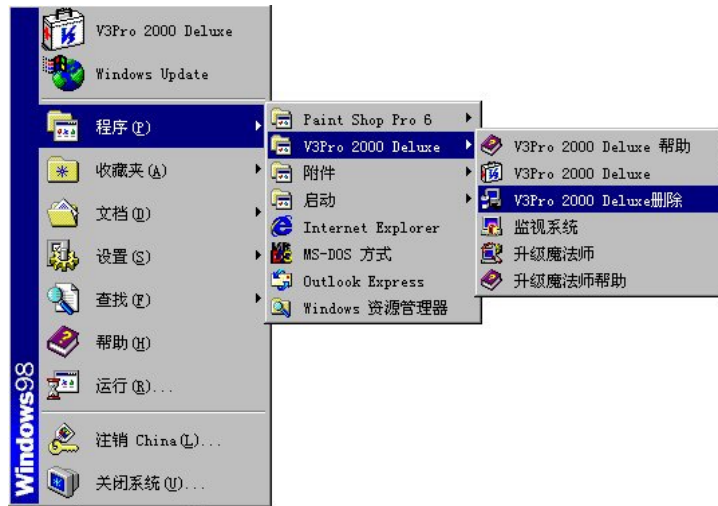 V3Pro 2000 Deluxe
Windows Update
程序(P)
收藏夹(A)
文档(D)
设置(S)
查找(F)
帮助(H)
运行(R)...
注销 China(L)...
关闭系统(U)...
Windows98
Paint Shop Pro 6
V3Pro 2000 Deluxe
附件
启动
Internet Explorer
MS-DOS 方式
Outlook Express
Windows 资源管理器
V3Pro 2000 Deluxe 帮助
V3Pro 2000 Deluxe
V3Pro 2000 Deluxe删除
监视系统
升级魔法师
升级魔法师帮助